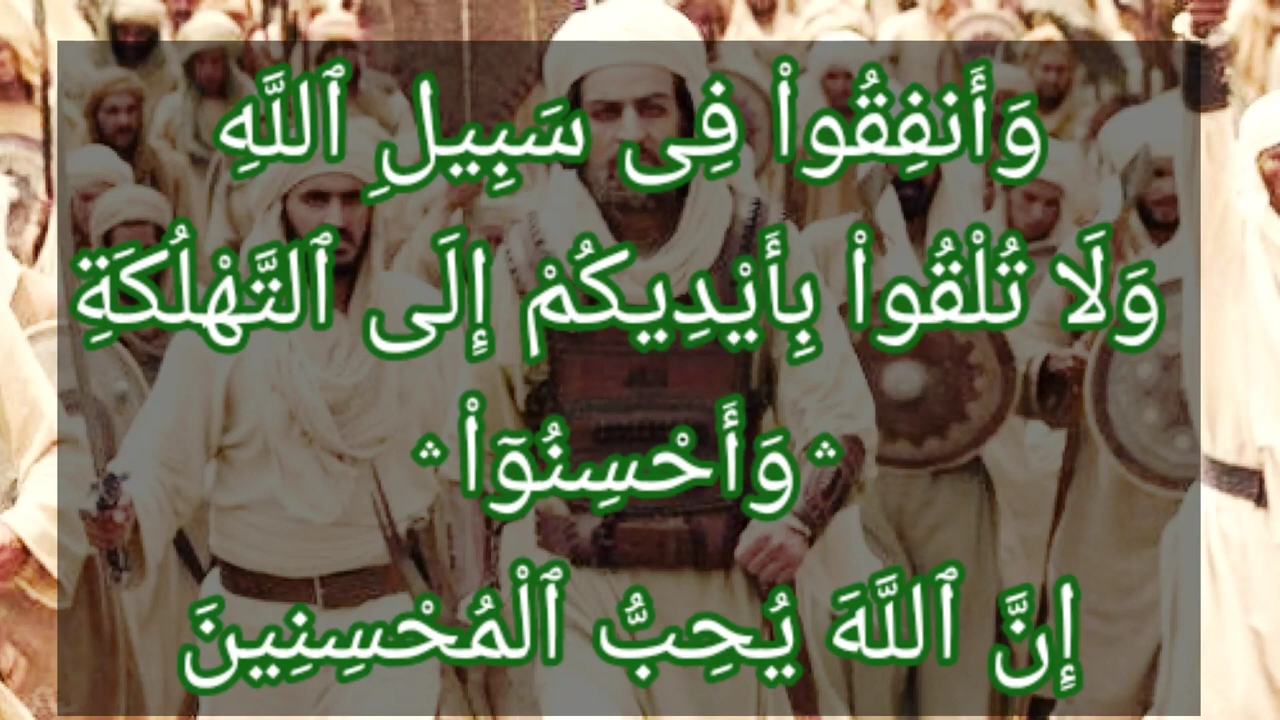 وَأَنفِقُوا۟ فِى سَبِيلِ ٱللَّهِ
وَلَا تُلْقُوا۟ بِأَيْدِيكُمْ إِلَى ٱلتَّهْلُكَةِ
ۛ وَأَحْسِنُوٓا۟ ۛ
إِنَّ ٱللَّهَ يُحِبُّ ٱلْمُحْسِنِينَ